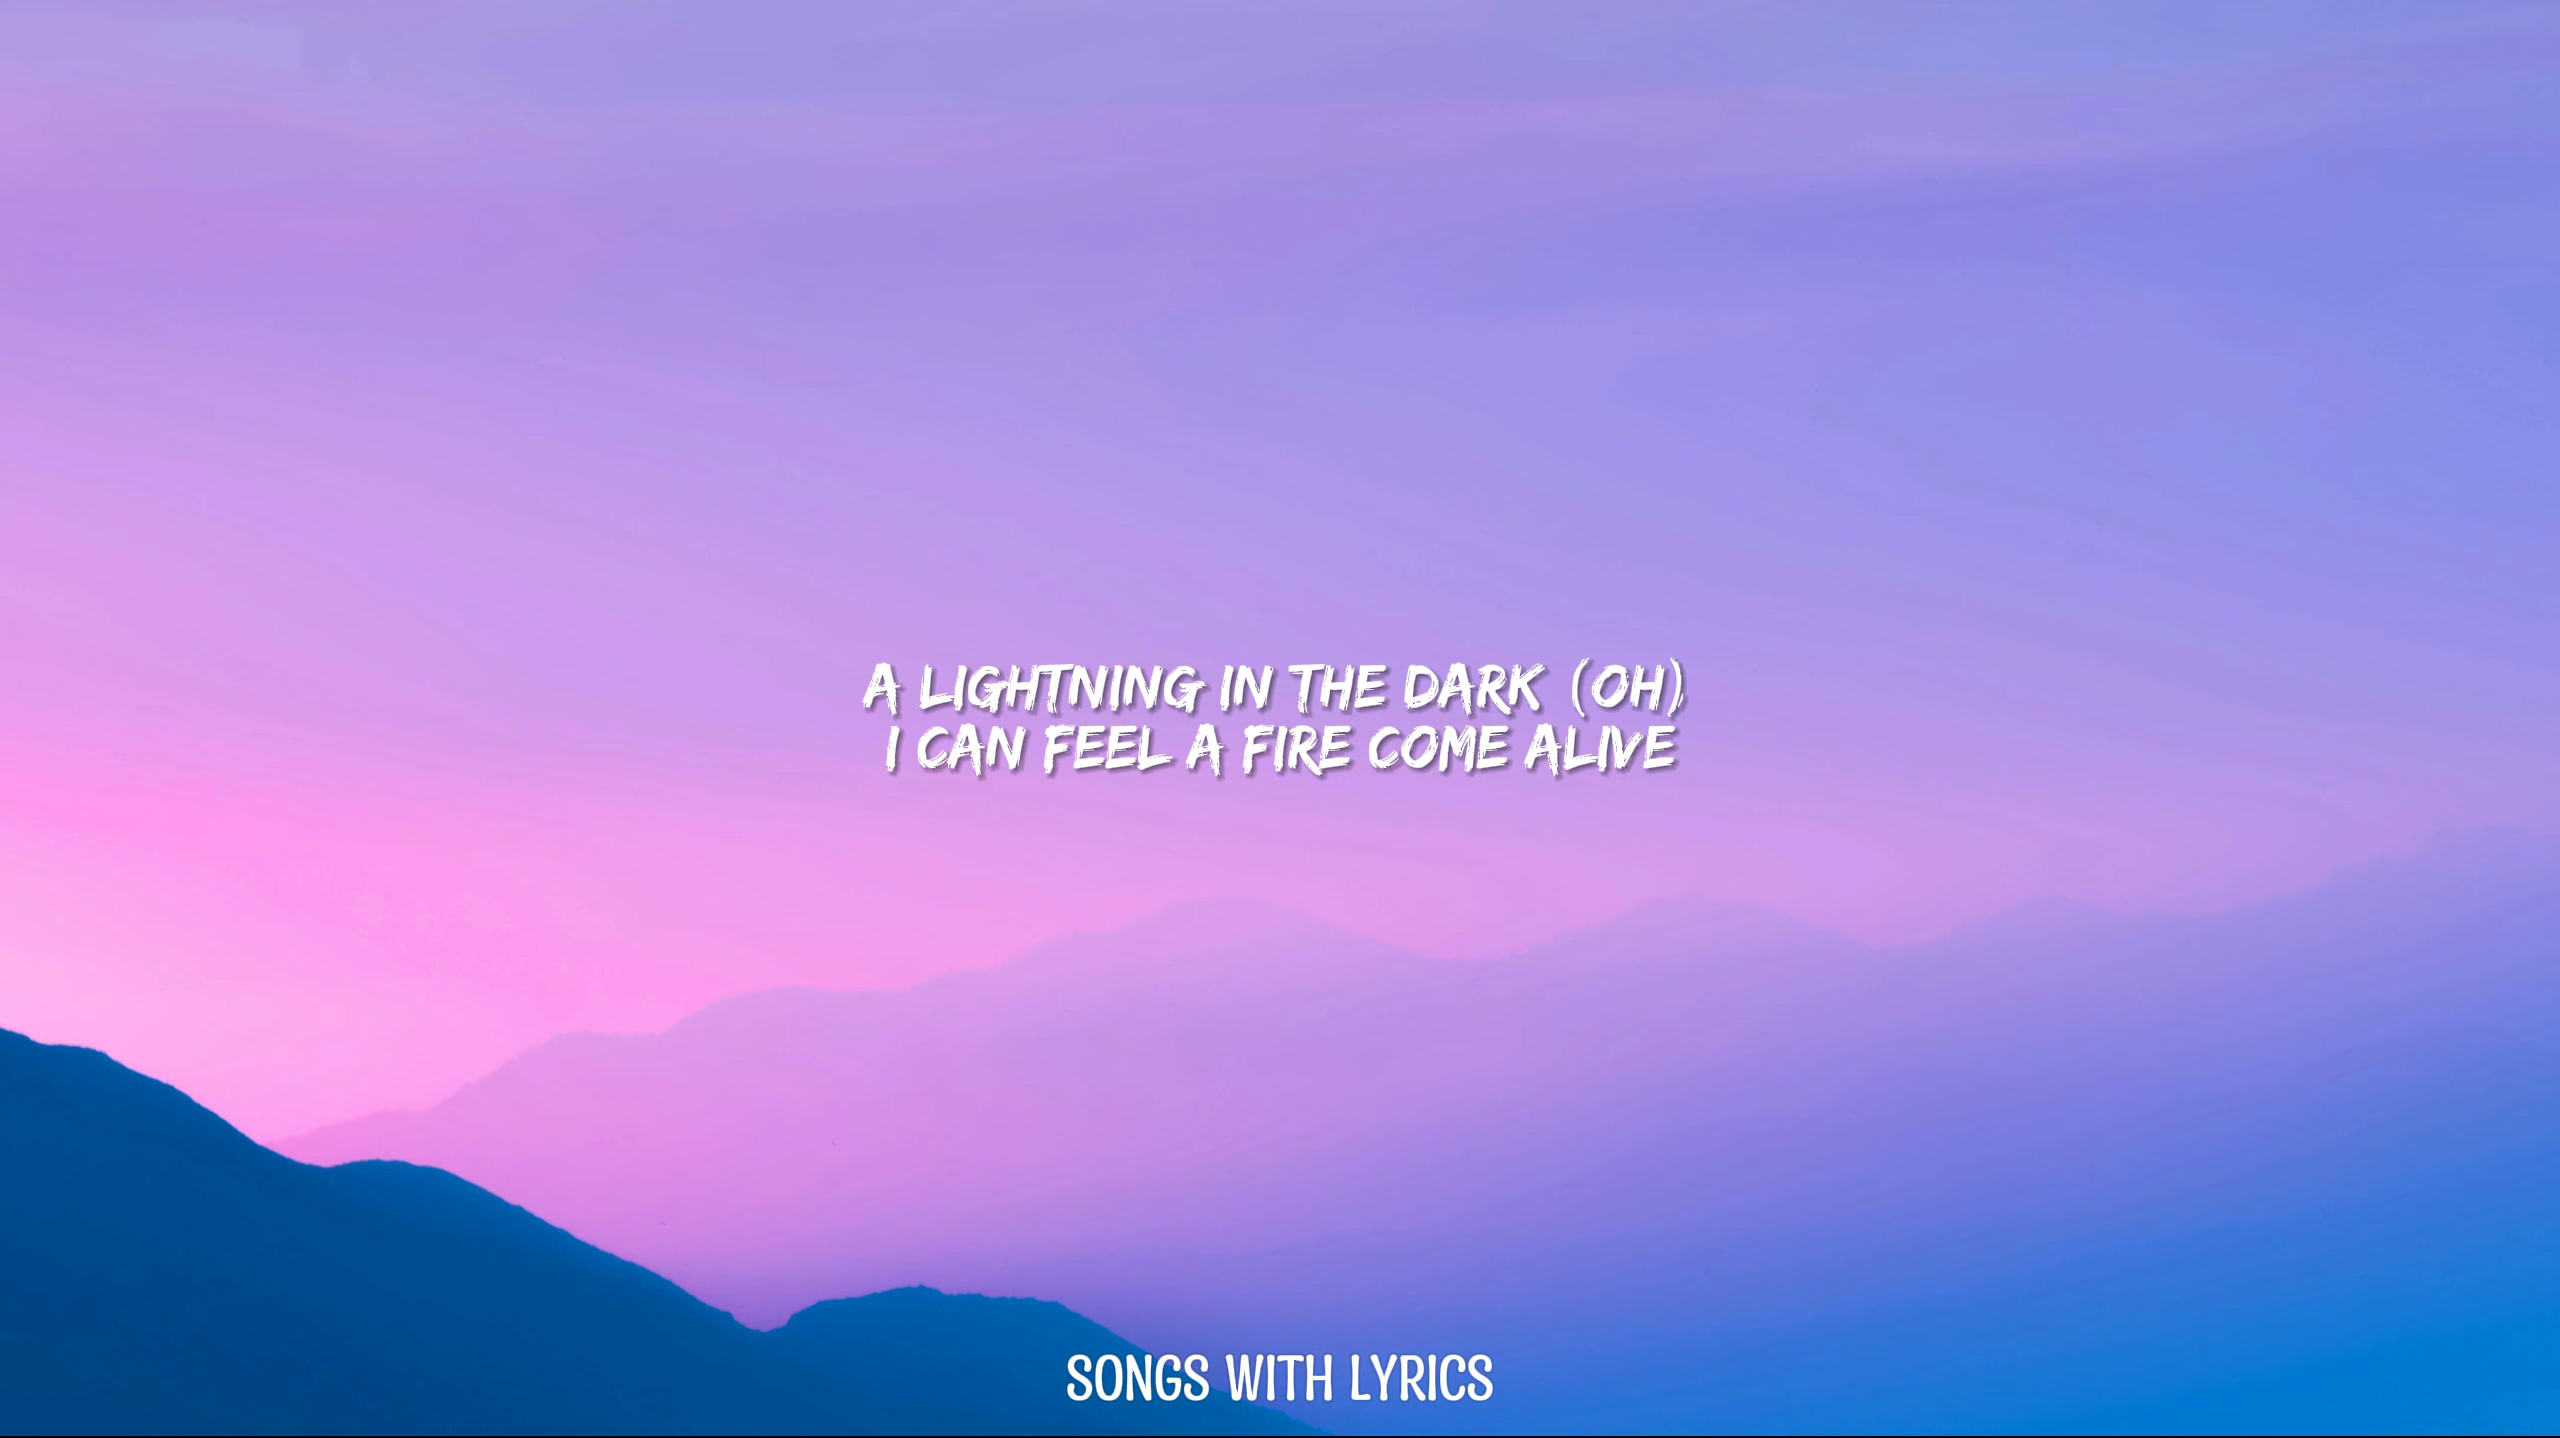 A LIGHTNING IN THE DARK (OH)
I CAN FEEL A FIRE COME ALIVE
SONGS WITH LYRICS